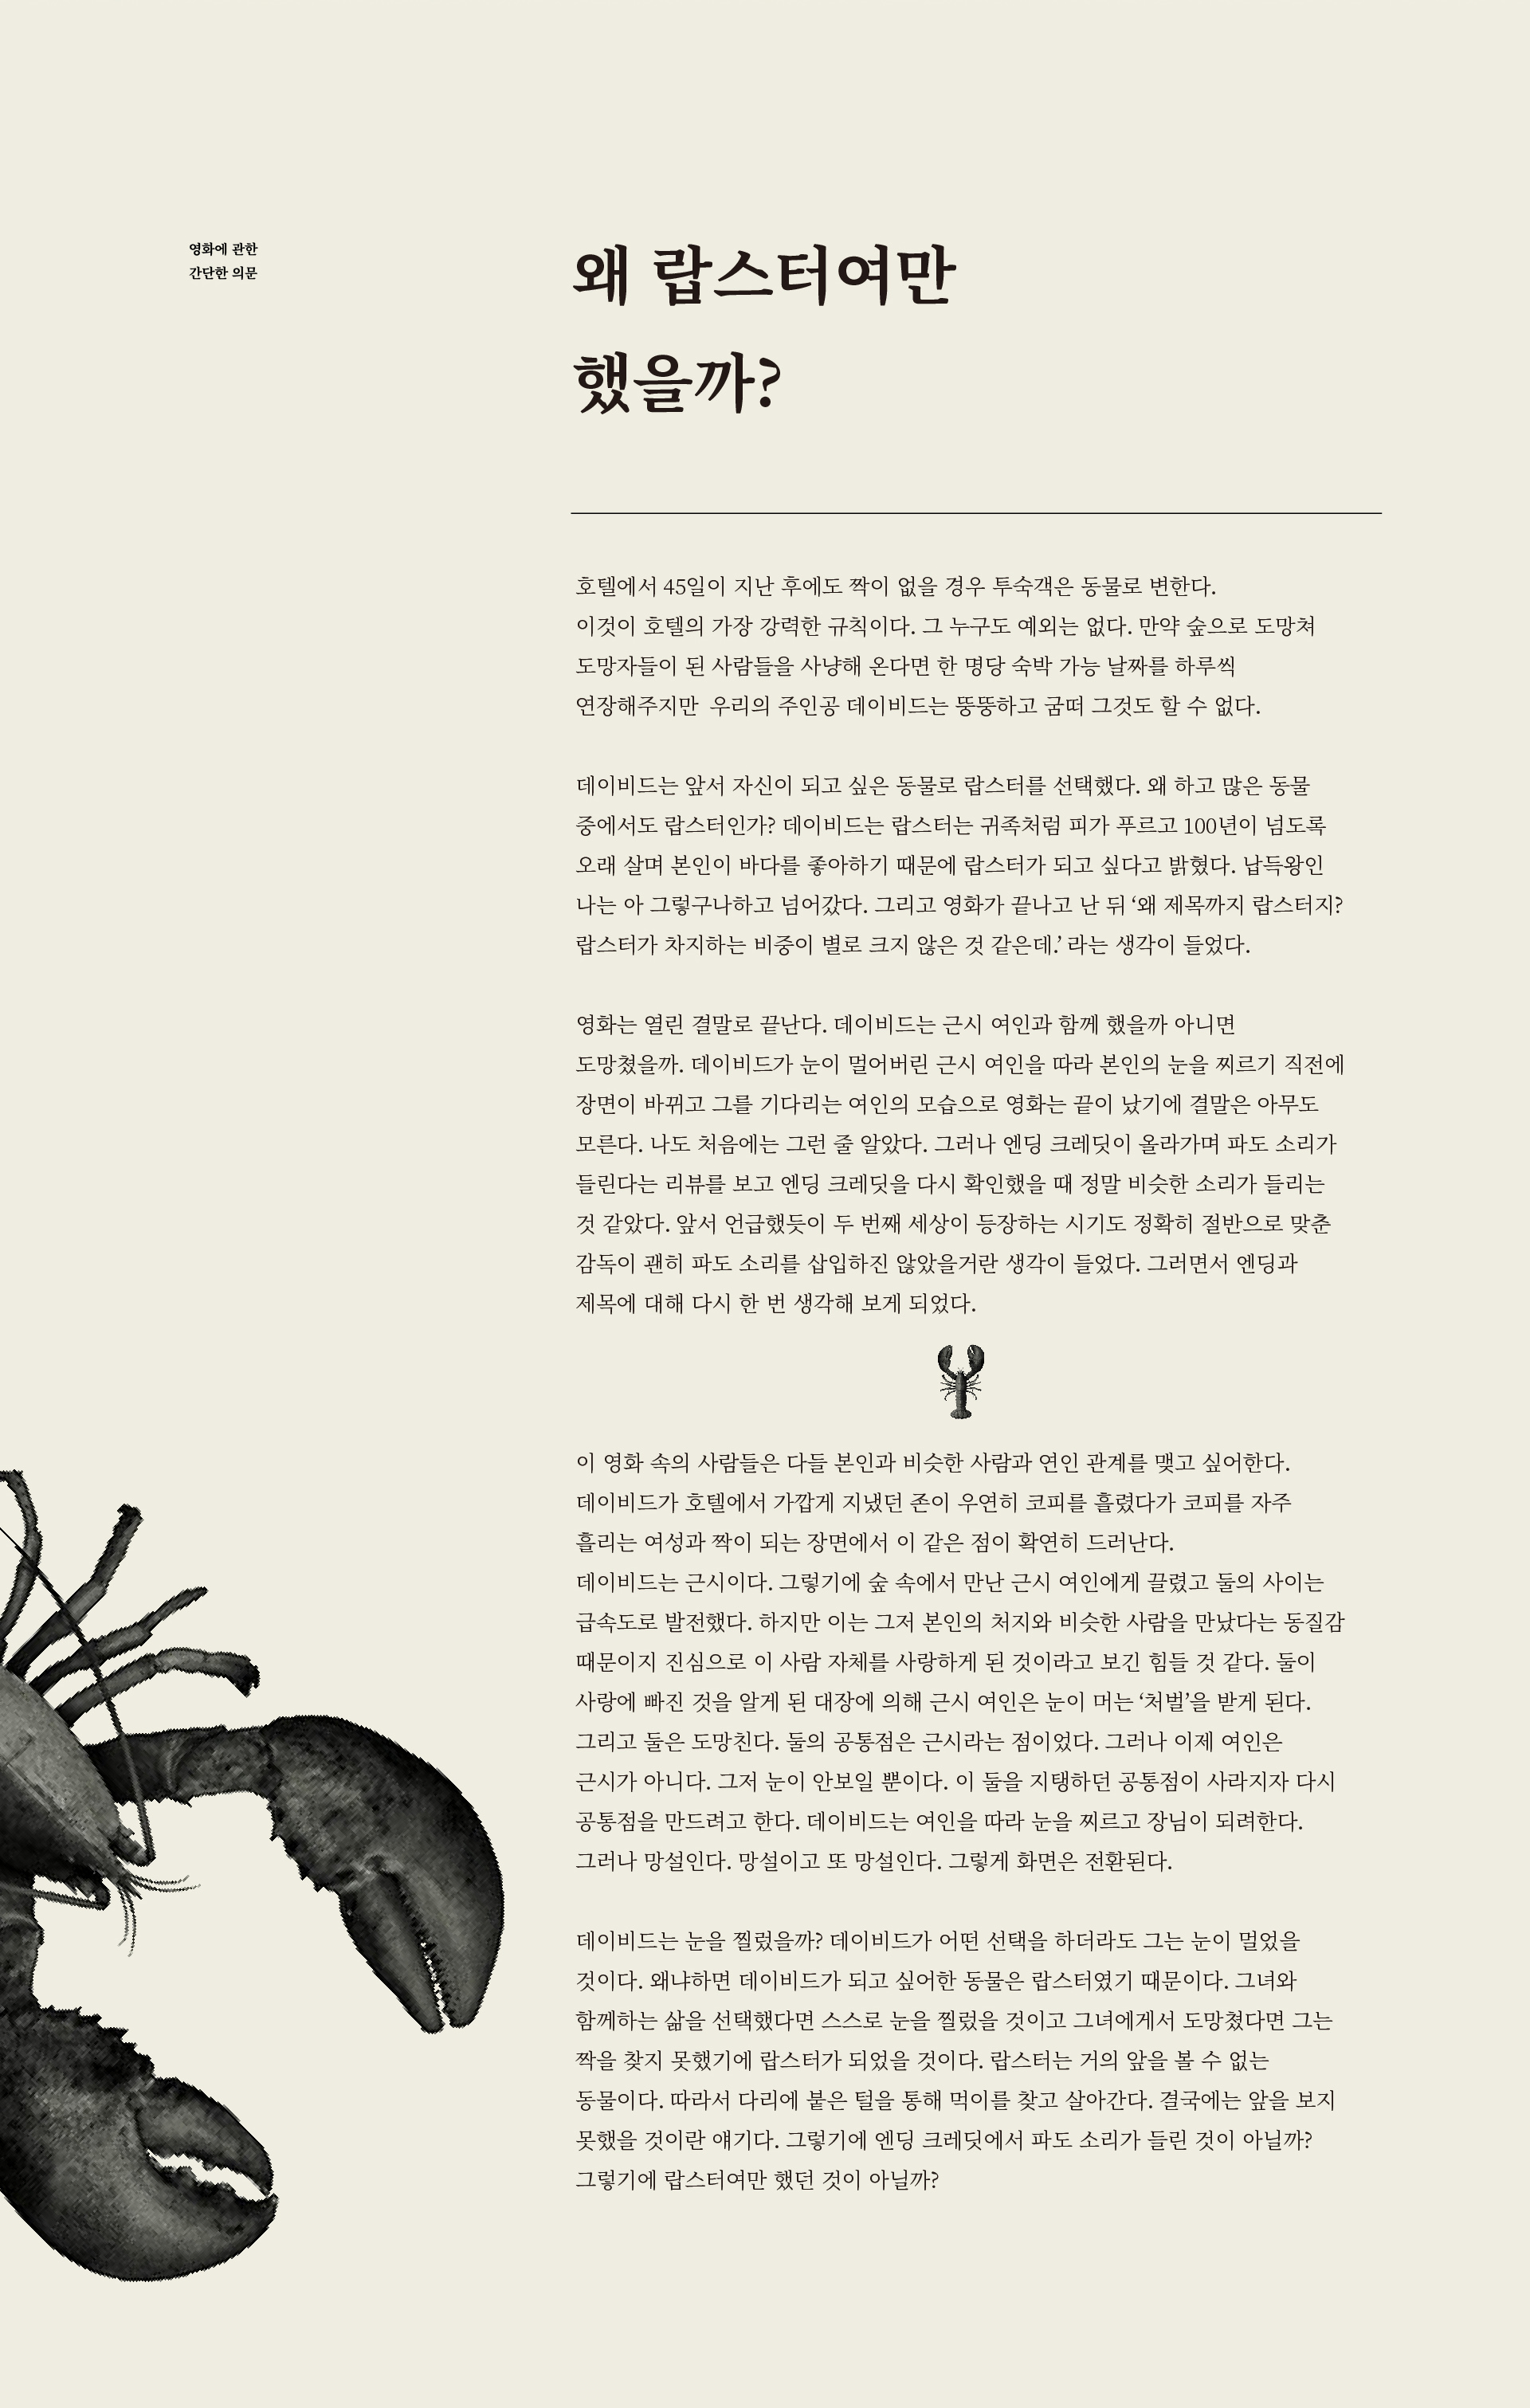 영화에 관한
간단한 의문
왜 랍스터여만
했을까?
호텔에서 45일이 지난 후에도 짝이 없을 경우 투숙객은 동물로 변한다.
이것이 호텔의 가장 강력한 규칙이다. 그 누구도 예외는 없다. 만약 숲으로 도망쳐
도망자들이 된 사람들을 사냥해 온다면 한 명당 숙박 가능 날짜를 하루씩
연장해주지만 우리의 주인공 데이비드는 뚱뚱하고 굼떠 그것도 할 수 없다.
데이비드는 앞서 자신이 되고 싶은 동물로 랍스터를 선택했다. 왜 하고 많은 동물
중에서도 랍스터인가? 데이비드는 랍스터는 귀족처럼 피가 푸르고 100년이 넘도록
오래 살며 본인이 바다를 좋아하기 때문에 랍스터가 되고 싶다고 밝혔다. 납득왕인
나는 아 그렇구나하고 넘어갔다. 그리고 영화가 끝나고 난 뒤 ‘왜 제목까지 랍스터지?
랍스터가 차지하는 비중이 별로 크지 않은 것 같은데.’ 라는 생각이 들었다.
영화는 열린 결말로 끝난다. 데이비드는 근시 여인과 함께 했을까 아니면
도망쳤을까. 데이비드가 눈이 멀어버린 근시 여인을 따라 본인의 눈을 찌르기 직전에
장면이 바뀌고 그를 기다리는 여인의 모습으로 영화는 끝이 났기에 결말은 아무도
모른다. 나도 처음에는 그런 줄 알았다. 그러나 엔딩 크레딧이 올라가며 파도 소리가
들린다는 리뷰를 보고 엔딩 크레딧을 다시 확인했을 때 정말 비슷한 소리가 들리는
것 같았다. 앞서 언급했듯이 두 번째 세상이 등장하는 시기도 정확히 절반으로 맞춘
감독이 괜히 파도 소리를 삽입하진 않았을거란 생각이 들었다. 그러면서 엔딩과
제목에 대해 다시 한 번 생각해 보게 되었다.
이 영화 속의 사람들은 다들 본인과 비슷한 사람과 연인 관계를 맺고 싶어한다.
데이비드가 호텔에서 가깝게 지냈던 존이 우연히 코피를 흘렸다가 코피를 자주
흘리는 여성과 짝이 되는 장면에서 이 같은 점이 확연히 드러난다.
데이비드는 근시이다. 그렇기에 숲 속에서 만난 근시 여인에게 끌렸고 둘의 사이는
급속도로 발전했다. 하지만 이는 그저 본인의 처지와 비슷한 사람을 만났다는 동질감
때문이지 진심으로 이 사람 자체를 사랑하게 된 것이라고 보긴 힘들 것 같다. 둘이
사랑에 빠진 것을 알게 된 대장에 의해 근시 여인은 눈이 머는 ‘처벌’을 받게 된다.
그리고 둘은 도망친다. 둘의 공통점은 근시라는 점이었다. 그러나 이제 여인은
근시가 아니다. 그저 눈이 안보일 뿐이다. 이 둘을 지탱하던 공통점이 사라지자 다시
공통점을 만드려고 한다. 데이비드는 여인을 따라 눈을 찌르고 장님이 되려한다.
그러나 망설인다. 망설이고 또 망설인다. 그렇게 화면은 전환된다.
데이비드는 눈을 찔렀을까? 데이비드가 어떤 선택을 하더라도 그는 눈이 멀었을
것이다. 왜냐하면 데이비드가 되고 싶어한 동물은 랍스터였기 때문이다. 그녀와
함께하는 삶을 선택했다면 스스로 눈을 찔렀을 것이고 그녀에게서 도망쳤다면 그는
짝을 찾지 못했기에 랍스터가 되었을 것이다. 랍스터는 거의 앞을 볼 수 없는
동물이다. 따라서 다리에 붙은 털을 통해 먹이를 찾고 살아간다. 결국에는 앞을 보지
못했을 것이란 얘기다. 그렇기에 엔딩 크레딧에서 파도 소리가 들린 것이 아닐까?
그렇기에 랍스터여만 했던 것이 아닐까?